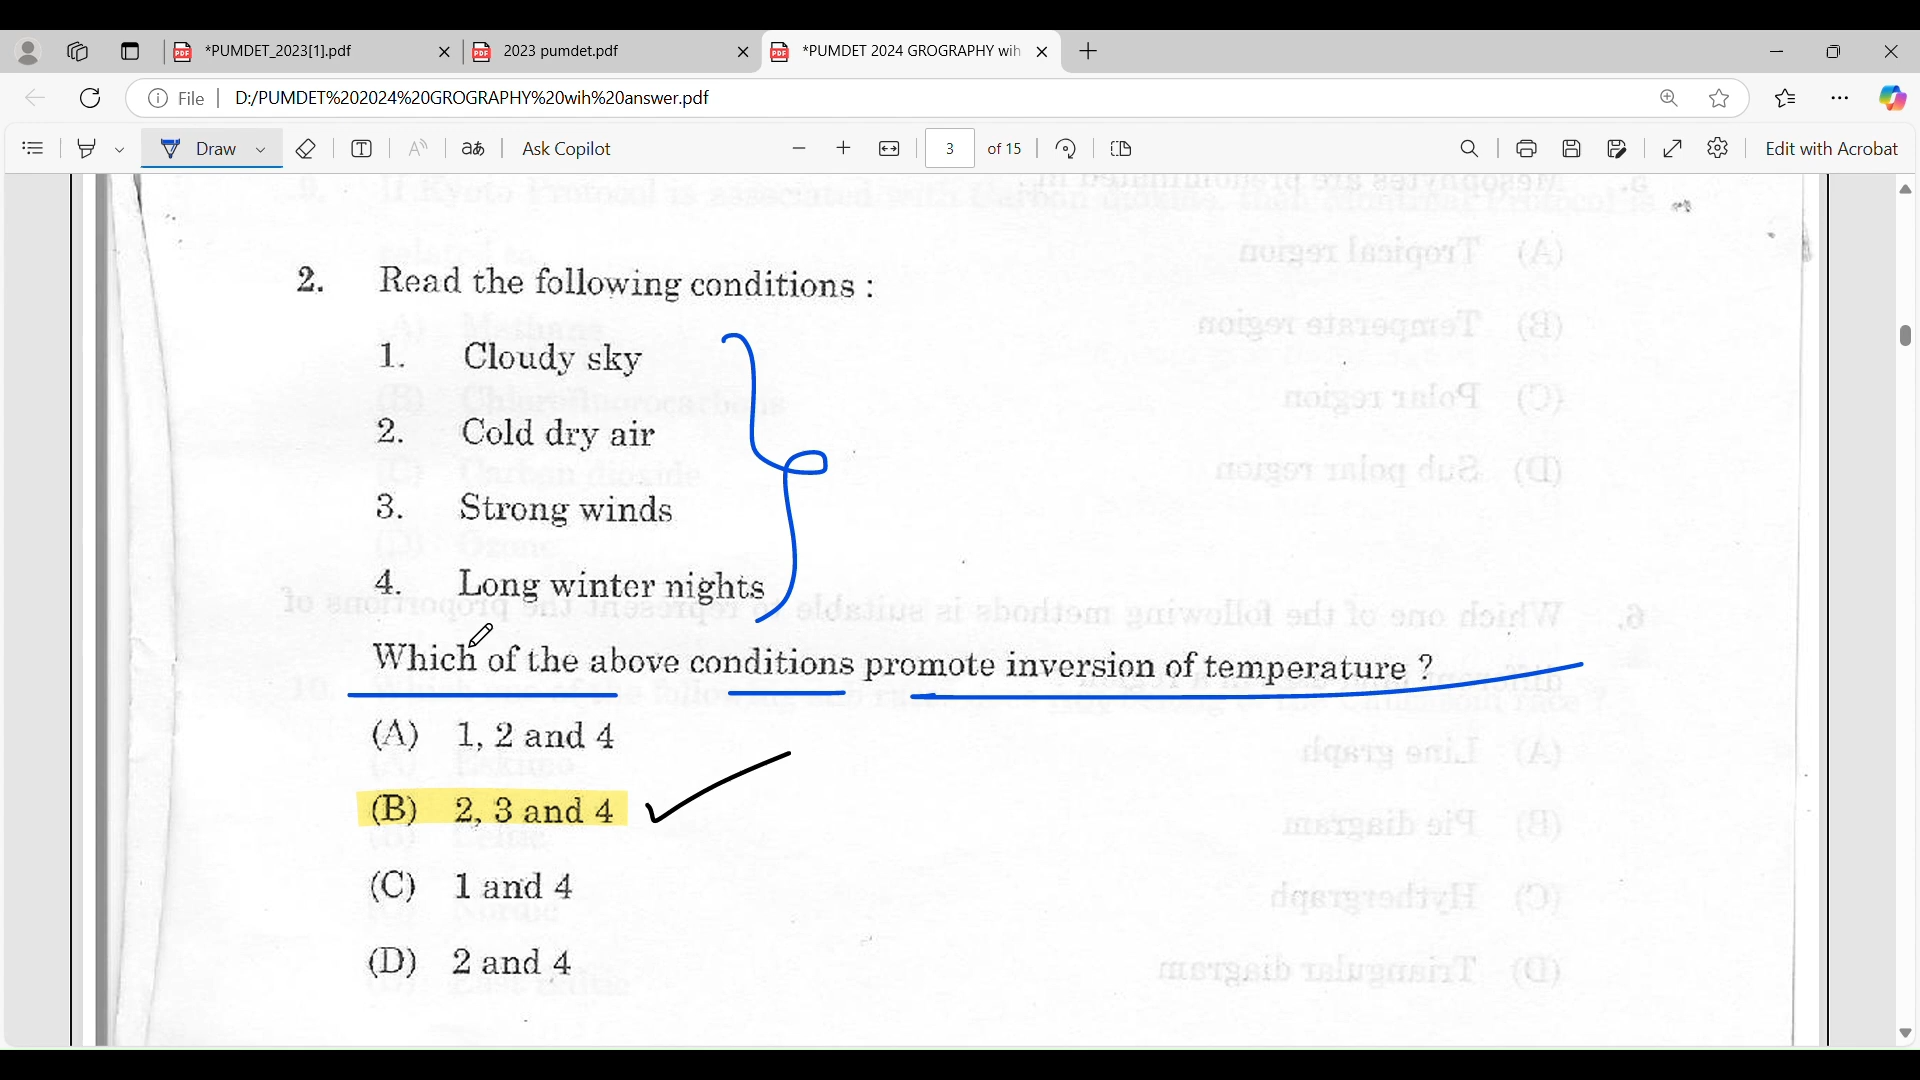 *PUMDET_2023[1].pdf
2023 pumdet.pdf
*PUMDET 2024 GROGRAPHY wih
File
D:/PUMDET%202024%20GROGRAPHY%20wih%20answer.pdf
Draw
Ask Copilot
3 of 15
Edit with Acrobat
2. Read the following conditions :
1. Cloudy sky
2. Cold dry air
3. Strong winds
4. Long winter nights
Which of the above conditions promote inversion of temperature ?
(A) 1, 2 and 4
(B) 2, 3 and 4
(C) 1 and 4
(D) 2 and 4